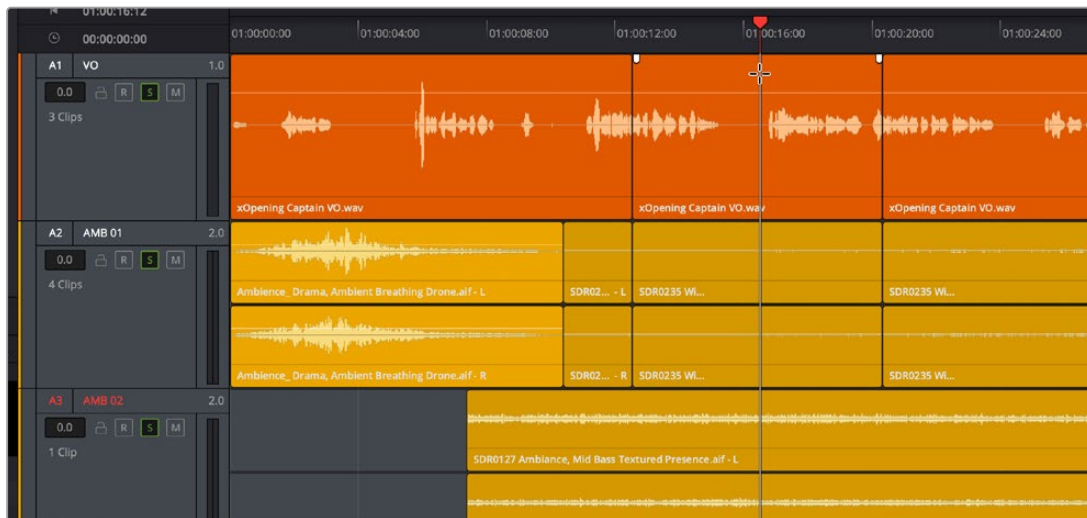 01:00:16:12
00:00:00:00
01:00:00:00 01:00:04:00 01:00:08:00 01:00:12:00 01:00:16:00 01:00:20:00 01:00:24:00
A1 VO 1.0
0.0 R S M
3 Clips
xOpening Captain VO.wav xOpening Captain VO.wav xOpening Captain VO.wav
A2 AMB 01 2.0
0.0 R S M
4 Clips
Ambience_ Drama, Ambient Breathing Drone.aif - L SDR02... - L SDR0235 Wi... SDR0235 Wi...
Ambience_ Drama, Ambient Breathing Drone.aif - R SDR02... - R SDR0235 Wi... SDR0235 Wi...
A3 AMB 02 2.0
0.0 R S M
1 Clip
SDR0127 Ambiance, Mid Bass Textured Presence.aif - L